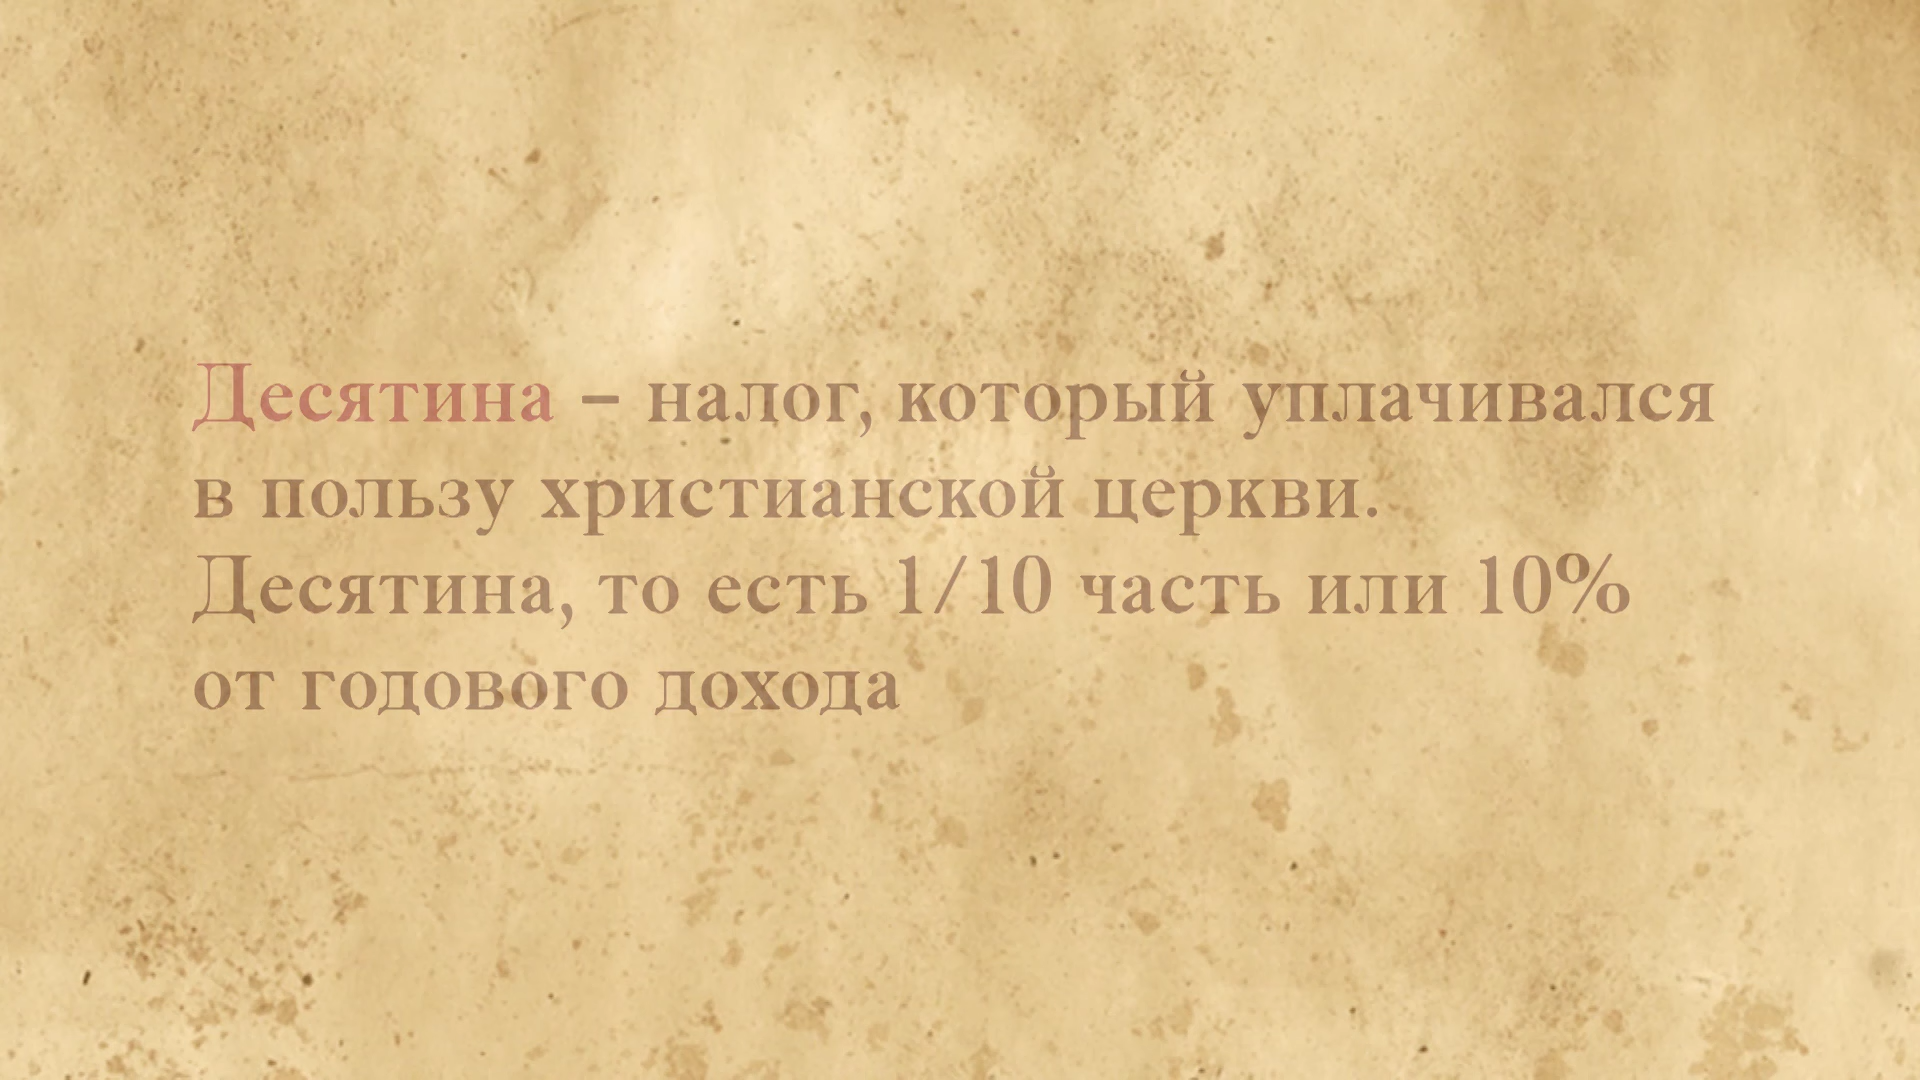 Десятина – налог, который уплачивался
в пользу христианской церкви.
Десятина, то есть 1/10 часть или 10%
от годового дохода